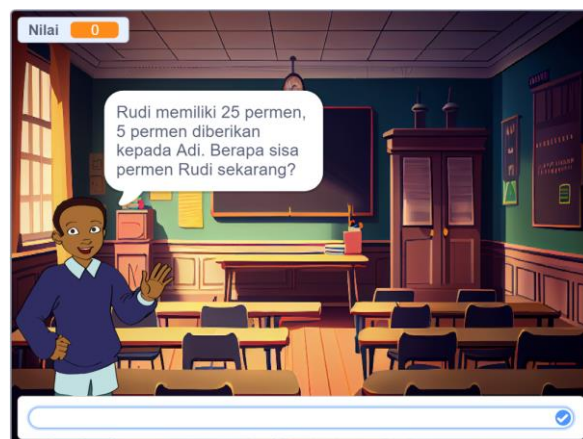 Nilai 0
Rudi memiliki 25 permen,
5 permen diberikan
kepada Adi. Berapa sisa
permen Rudi sekarang?